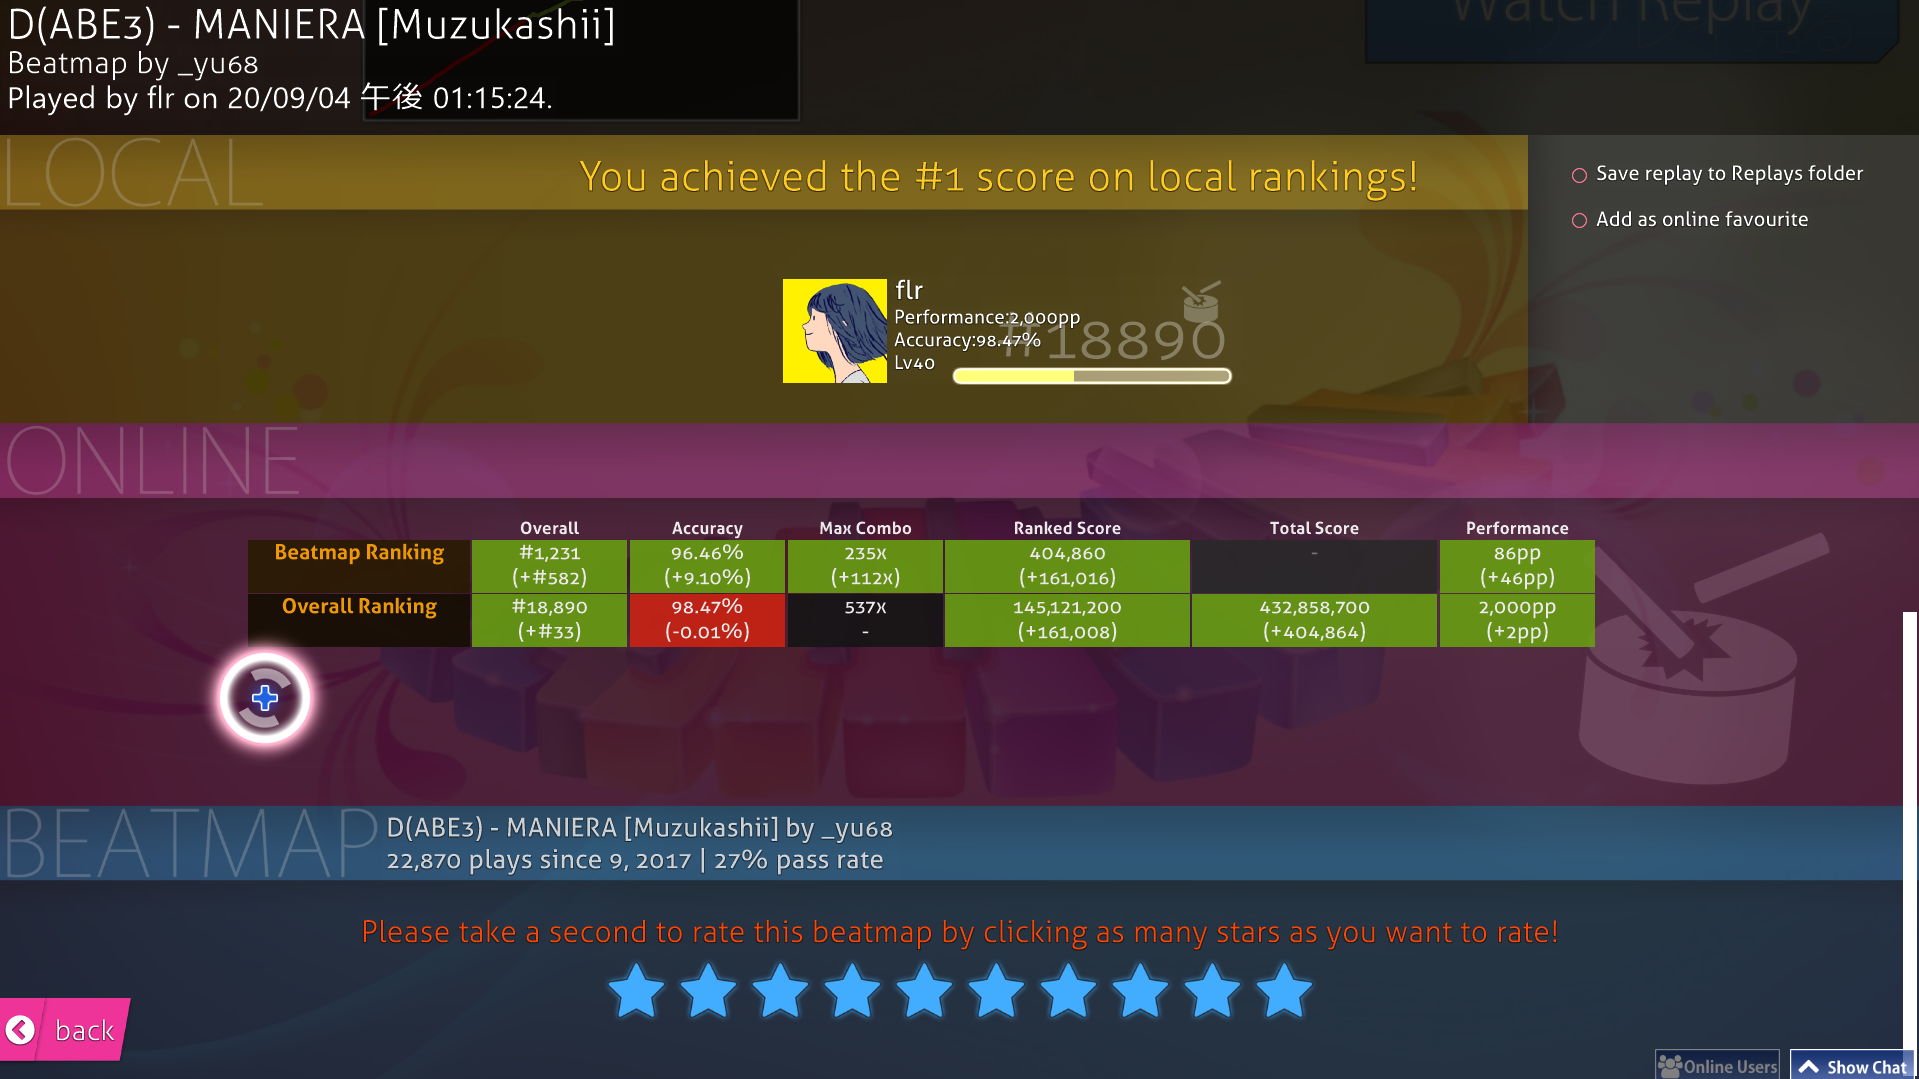 D(ABE3) - MANIERA [Muzukashii]
Beatmap by _yu68
Played by flr on 20/09/04 午後 01:15:24.
Watch Replay
LOCAL
You achieved the #1 score on local rankings!
Save replay to Replays folder
Add as online favourite
flr
Performance:2,000pp
Accuracy:98.47%
Lv40
#18890
ONLINE
Overall Accuracy Max Combo Ranked Score Total Score Performance
Beatmap Ranking #1,231 96.46% 235x 404,860 - 86pp
(+#582) (+9.10%) (+112x) (+161,016) (+46pp)
Overall Ranking #18,890 98.47% 537x 145,121,200 432,858,700 2,000pp
(+#33) (-0.01%) - (+161,008) (+404,864) (+2pp)
BEATMAP
D(ABE3) - MANIERA [Muzukashii] by _yu68
22,870 plays since 9, 2017 | 27% pass rate
Please take a second to rate this beatmap by clicking as many stars as you want to rate!
back
Online Users
Show Chat